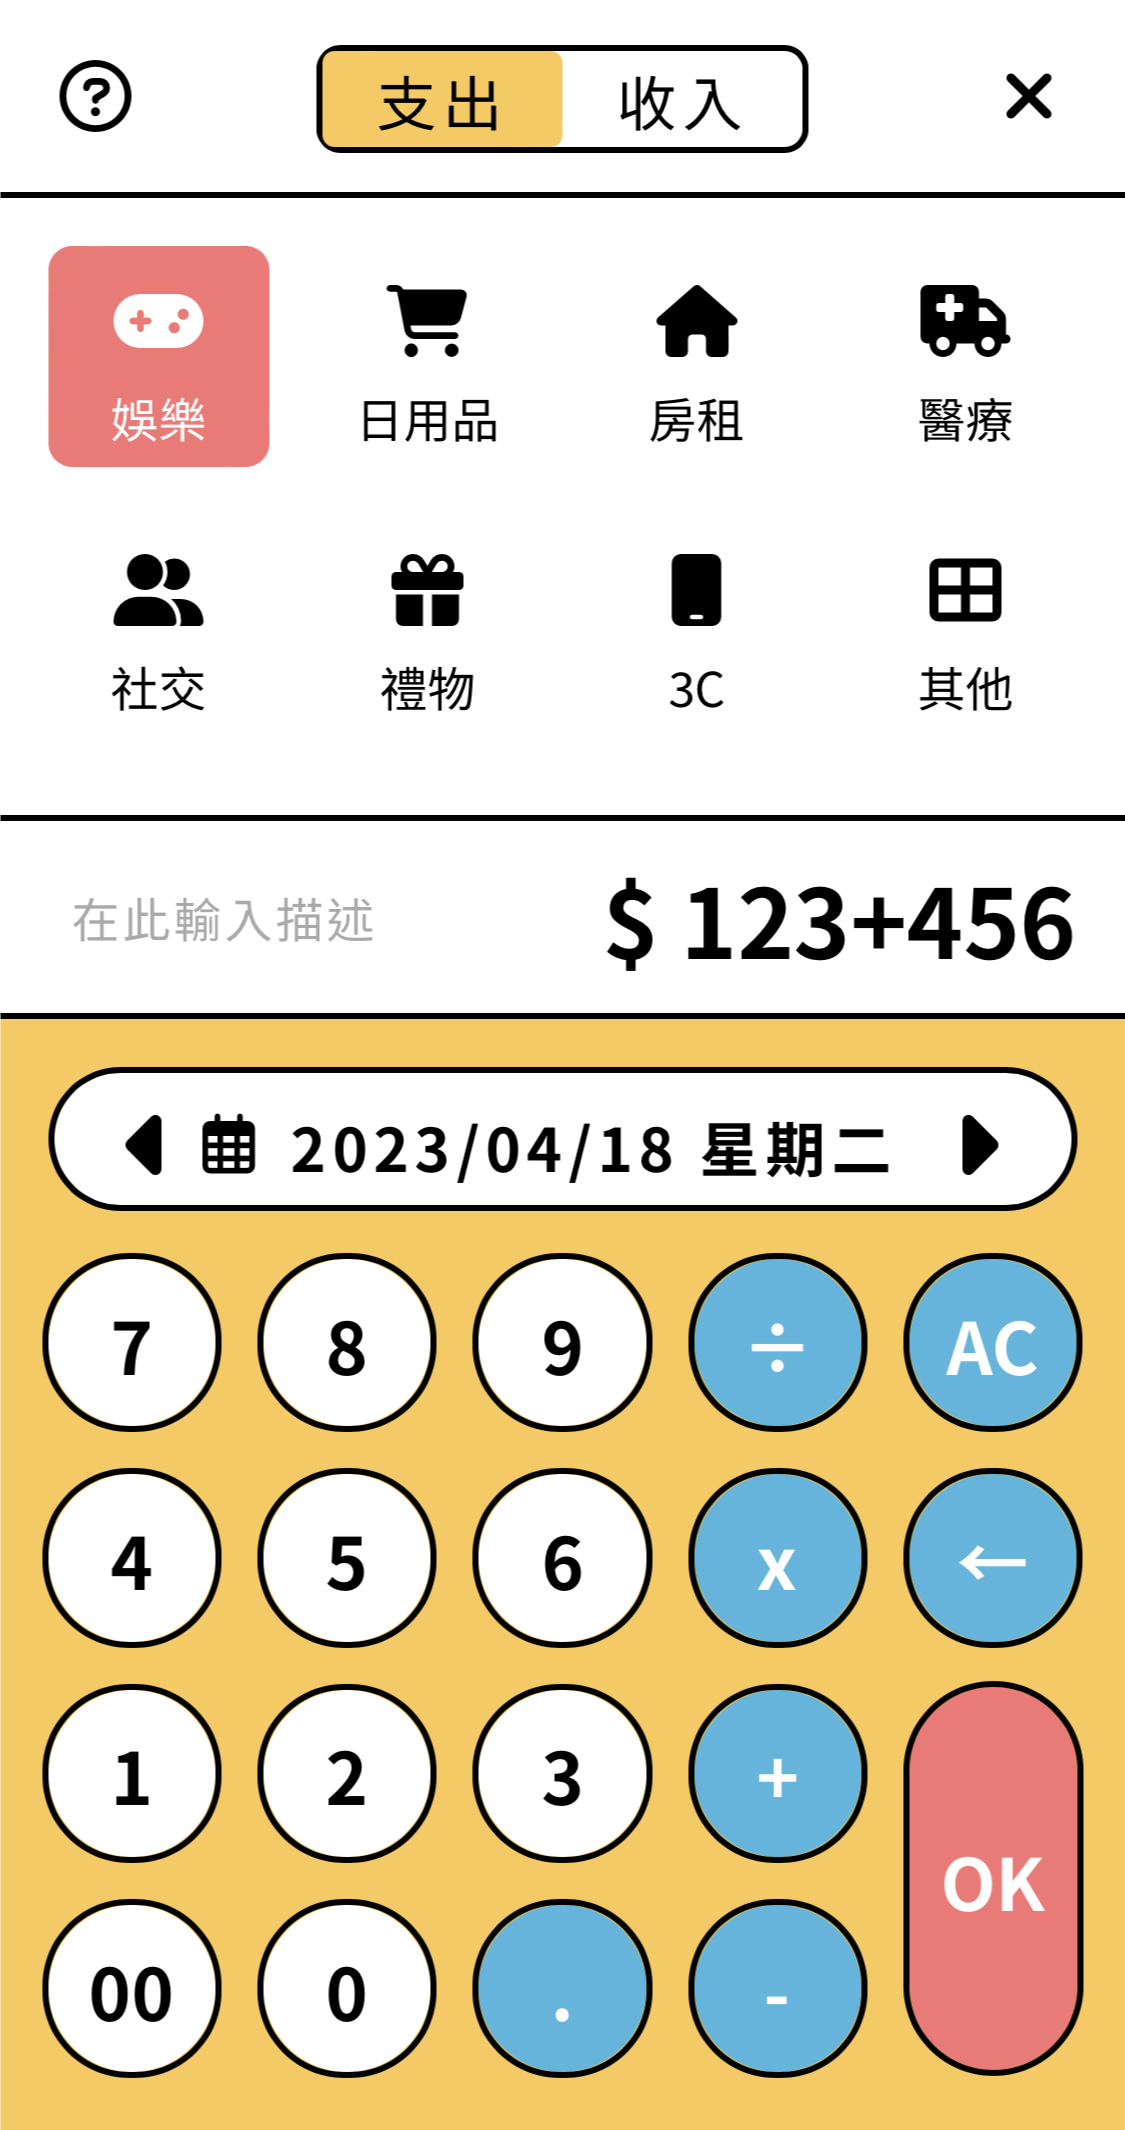 支出 收入
娛樂 日用品 房租 醫療
社交 禮物 3C 其他
在此輸入描述 $ 123+456
2023/04/18 星期二
7 8 9 ÷ AC
4 5 6 x ←
1 2 3 +
OK
00 0 . -